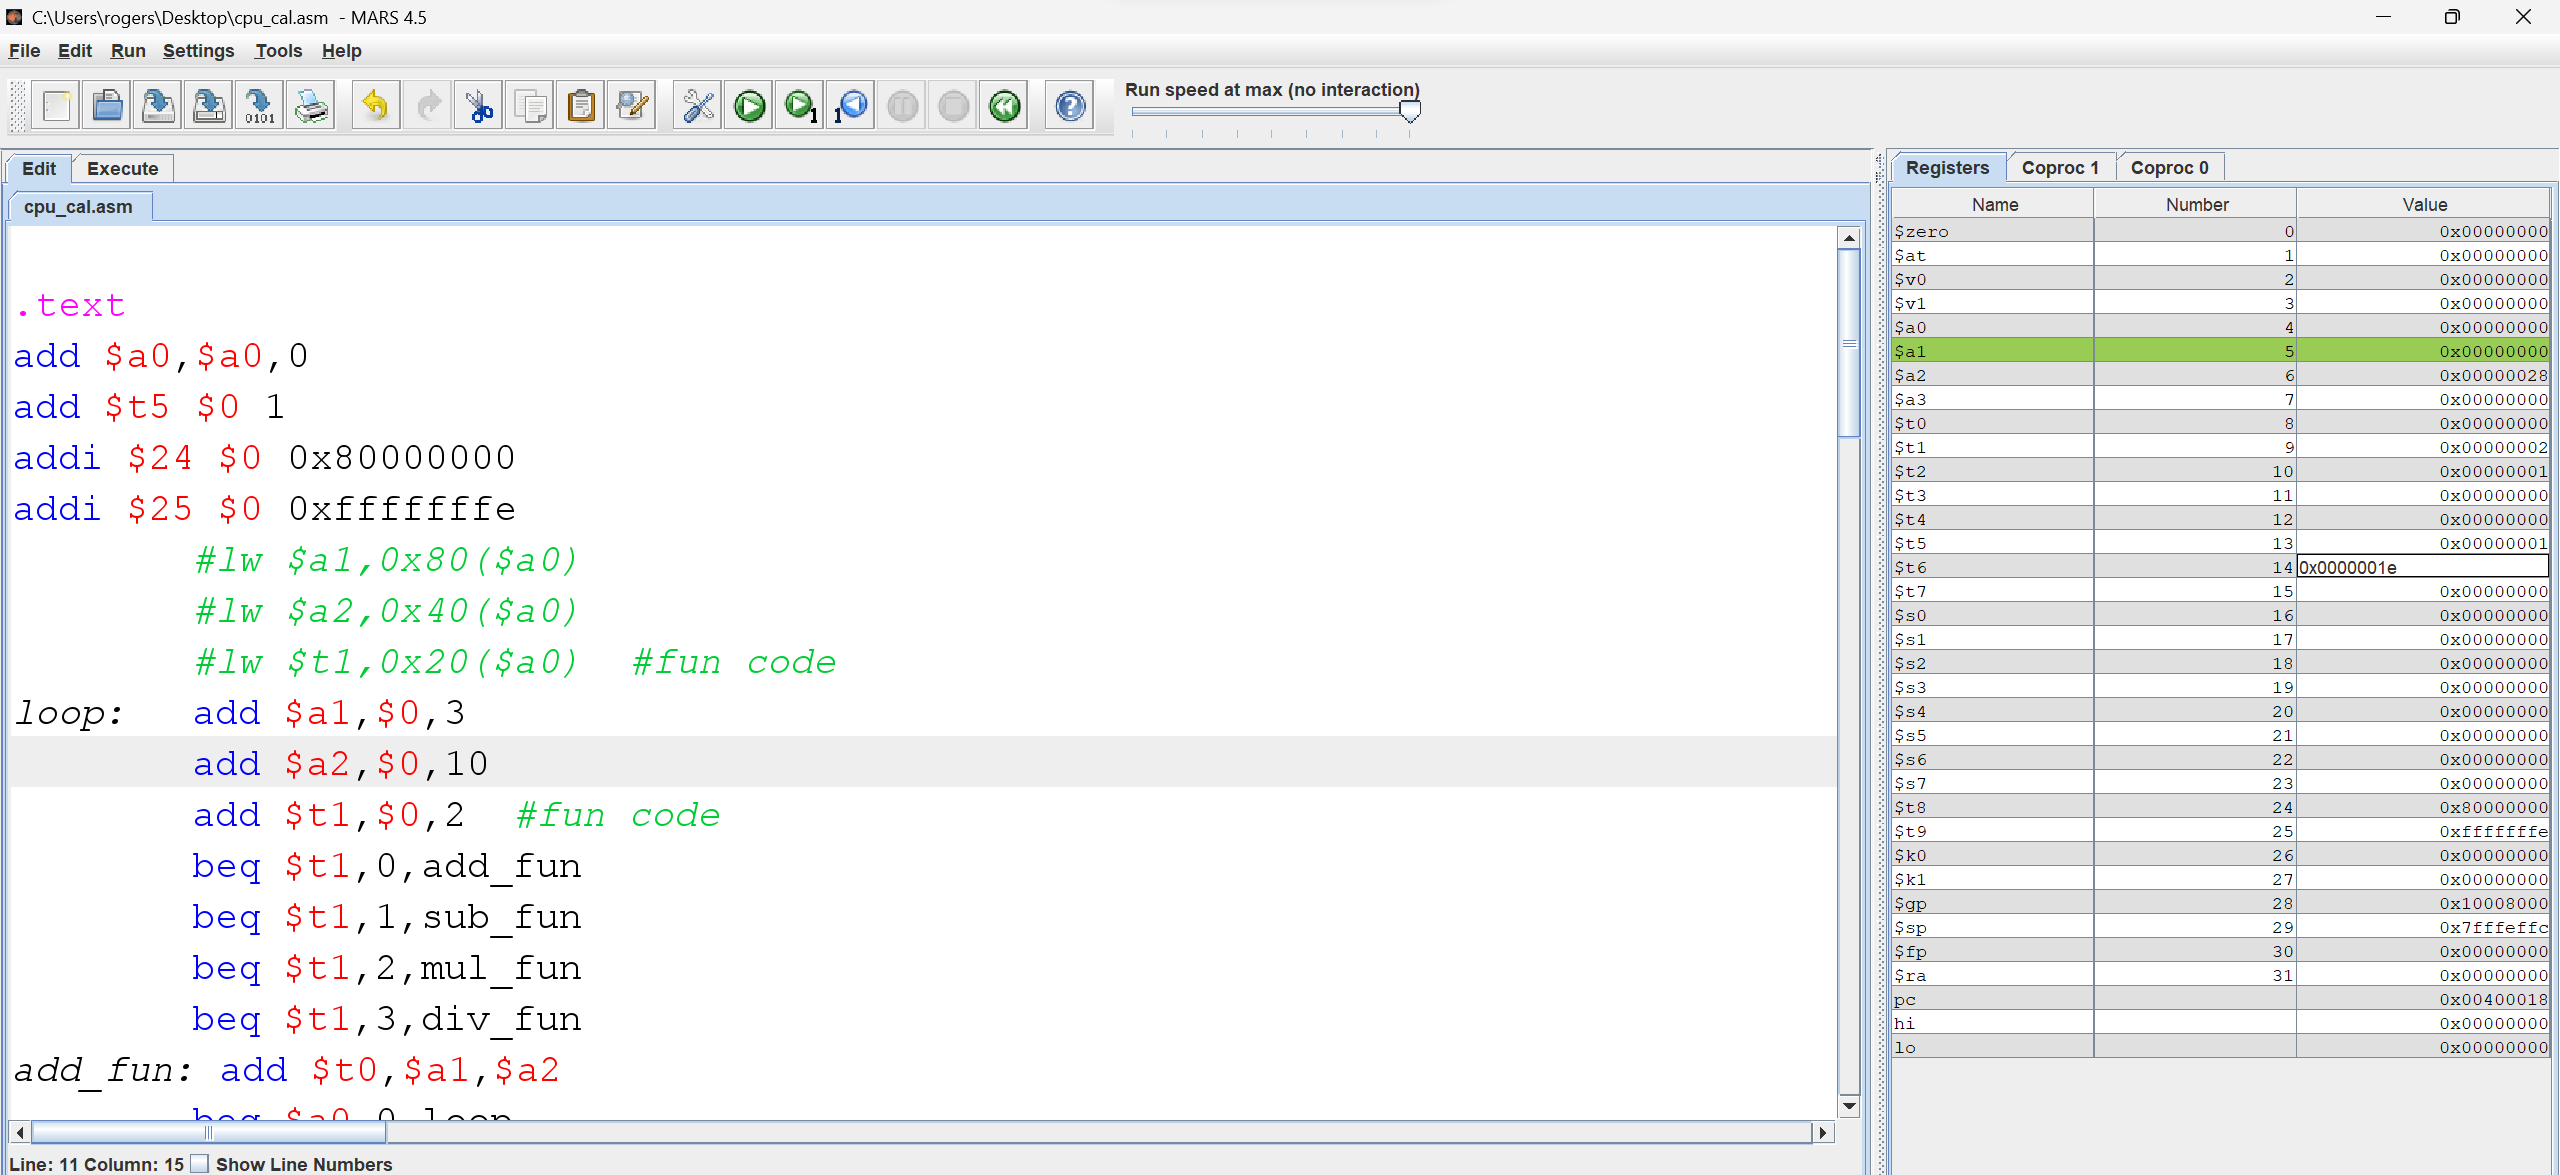 C:\Users\rogers\Desktop\cpu_cal.asm - MARS 4.5
File Edit Run Settings Tools Help
Run speed at max (no interaction)
0101
1
1
Edit Execute
cpu_cal.asm
.text
add $a0,$a0,0
add $t5 $0 1
addi $24 $0 0x80000000
addi $25 $0 0xfffffffe
#lw $a1,0x80($a0)
#lw $a2,0x40($a0)
#lw $t1,0x20($a0) #fun code
loop: add $a1,$0,3
add $a2,$0,10
add $t1,$0,2 #fun code
beq $t1,0,add_fun
beq $t1,1,sub_fun
beq $t1,2,mul_fun
beq $t1,3,div_fun
add_fun: add $t0,$a1,$a2
beq $a0,0,loop
Line: 11 Column: 15 Show Line Numbers
Registers Coproc 1 Coproc 0
Name Number Value
$zero 0 0x00000000
$at 1 0x00000000
$v0 2 0x00000000
$v1 3 0x00000000
$a0 4 0x00000000
$a1 5 0x00000000
$a2 6 0x00000028
$a3 7 0x00000000
$t0 8 0x00000000
$t1 9 0x00000002
$t2 10 0x00000001
$t3 11 0x00000000
$t4 12 0x00000000
$t5 13 0x00000001
$t6 14 0x0000001e
$t7 15 0x00000000
$s0 16 0x00000000
$s1 17 0x00000000
$s2 18 0x00000000
$s3 19 0x00000000
$s4 20 0x00000000
$s5 21 0x00000000
$s6 22 0x00000000
$s7 23 0x00000000
$t8 24 0x80000000
$t9 25 0xfffffffe
$k0 26 0x00000000
$k1 27 0x00000000
$gp 28 0x10008000
$sp 29 0x7fffeffc
$fp 30 0x00000000
$ra 31 0x00000000
pc 0x00400018
hi 0x00000000
lo 0x00000000